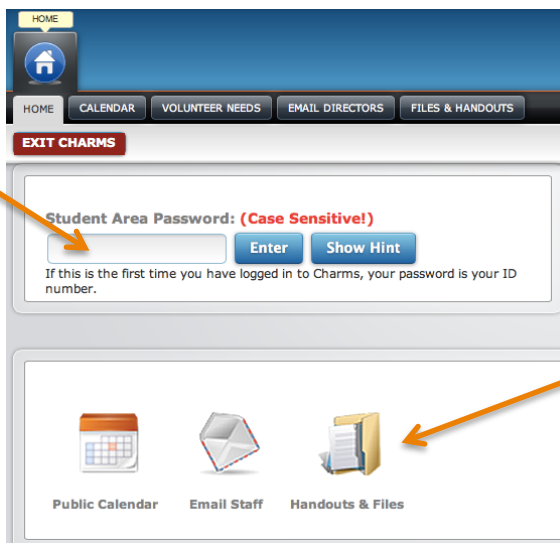 HOME
HOME CALENDAR VOLUNTEER NEEDS EMAIL DIRECTORS FILES & HANDOUTS
EXIT CHARMS
Student Area Password: (Case Sensitive!)
Enter Show Hint
If this is the first time you have logged in to Charms, your password is your ID
number.
Public Calendar Email Staff Handouts & Files